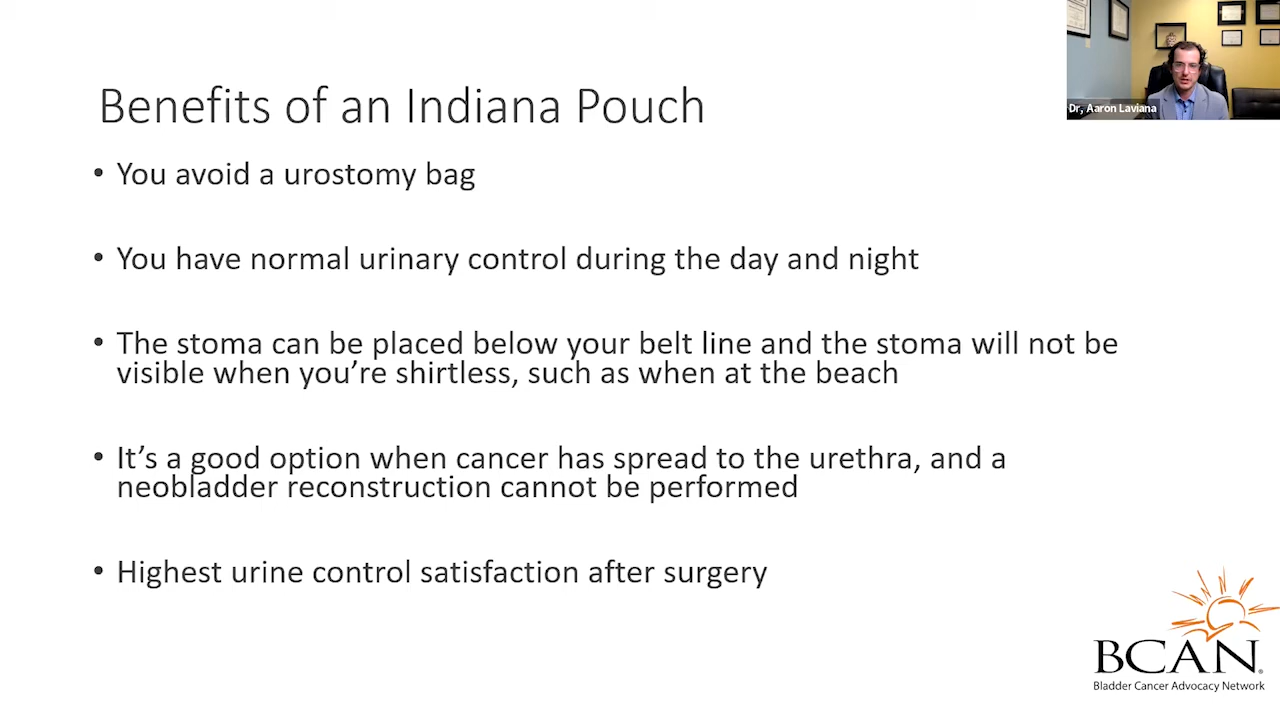 Benefits of an Indiana Pouch
• You avoid a urostomy bag
• You have normal urinary control during the day and night
• The stoma can be placed below your belt line and the stoma will not be
visible when you’re shirtless, such as when at the beach
• It’s a good option when cancer has spread to the urethra, and a
neobladder reconstruction cannot be performed
• Highest urine control satisfaction after surgery
Dr, Aaron Laviana
BCAN®
Bladder Cancer Advocacy Network